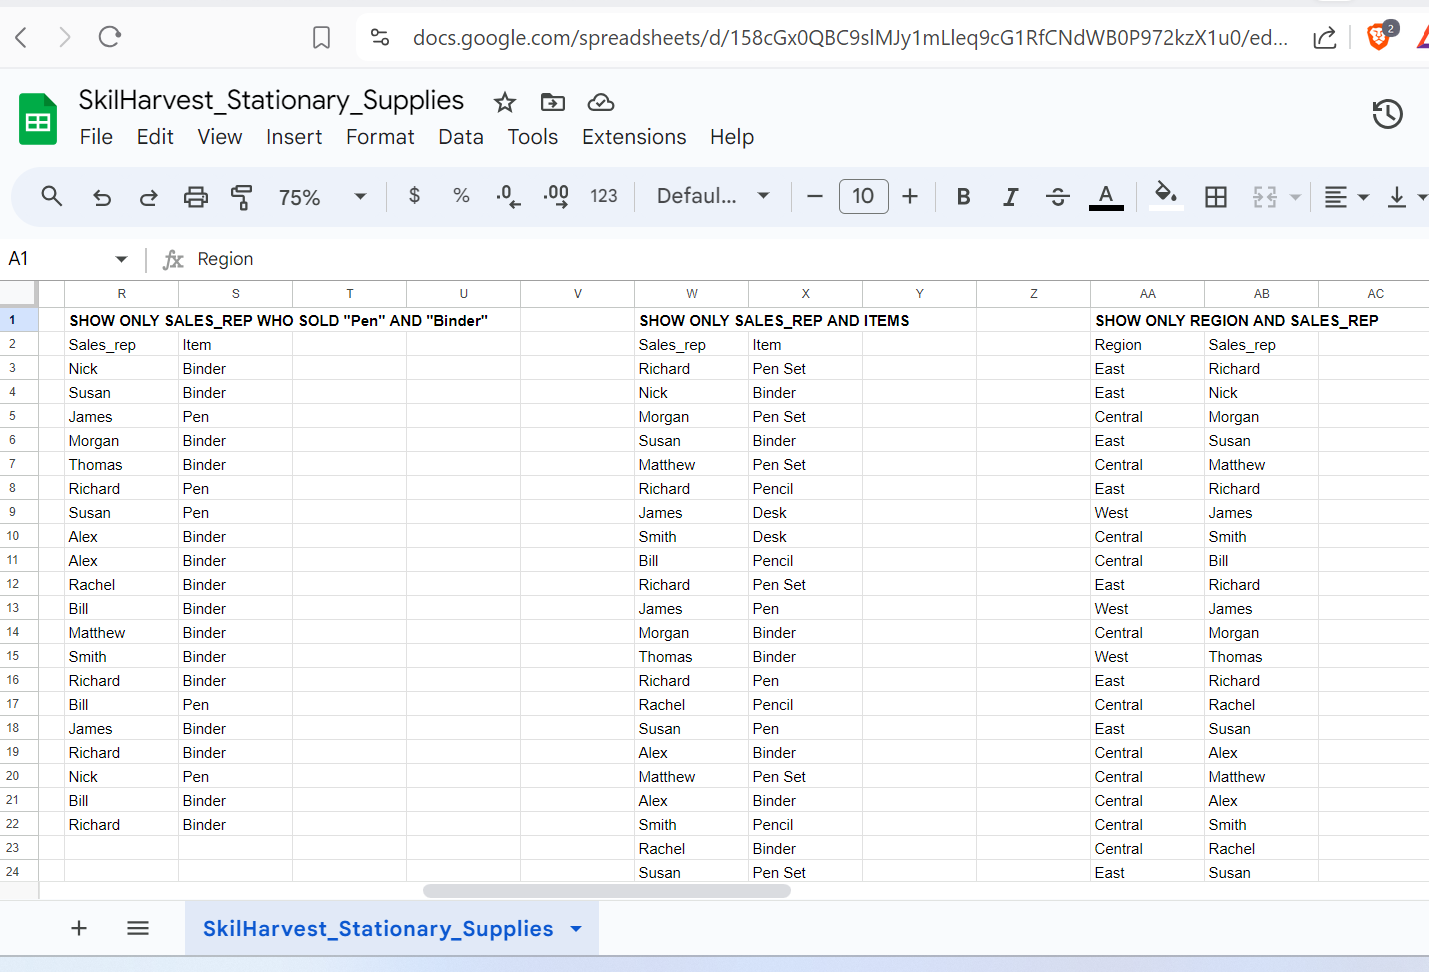 docs.google.com/spreadsheets/d/158cGx0QBC9slMJy1mLleq9cG1RfCNdWB0P972kzX1u0/ed...
2
SkilHarvest_Stationary_Supplies
File Edit View Insert Format Data Tools Extensions Help
75% $ % .0 .00 123 Defaul... 10 B I S A
A1 fx Region
R S T U V W X Y Z AA AB AC
1 SHOW ONLY SALES_REP WHO SOLD "Pen" AND "Binder" SHOW ONLY SALES_REP AND ITEMS SHOW ONLY REGION AND SALES_REP
2 Sales_rep Item Sales_rep Item Region Sales_rep
3 Nick Binder Richard Pen Set East Richard
4 Susan Binder Nick Binder East Nick
5 James Pen Morgan Pen Set Central Morgan
6 Morgan Binder Susan Binder East Susan
7 Thomas Binder Matthew Pen Set Central Matthew
8 Richard Pen Richard Pencil East Richard
9 Susan Pen James Desk West James
10 Alex Binder Smith Desk Central Smith
11 Alex Binder Bill Pencil Central Bill
12 Rachel Binder Richard Pen Set East Richard
13 Bill Binder James Pen West James
14 Matthew Binder Morgan Binder Central Morgan
15 Smith Binder Thomas Binder West Thomas
16 Richard Binder Richard Pen East Richard
17 Bill Pen Rachel Pencil Central Rachel
18 James Binder Susan Pen East Susan
19 Richard Binder Alex Binder Central Alex
20 Nick Pen Matthew Pen Set Central Matthew
21 Bill Binder Alex Binder Central Alex
22 Richard Binder Smith Pencil Central Smith
23 Rachel Binder Central Rachel
24 Susan Pen Set East Susan
SkilHarvest_Stationary_Supplies